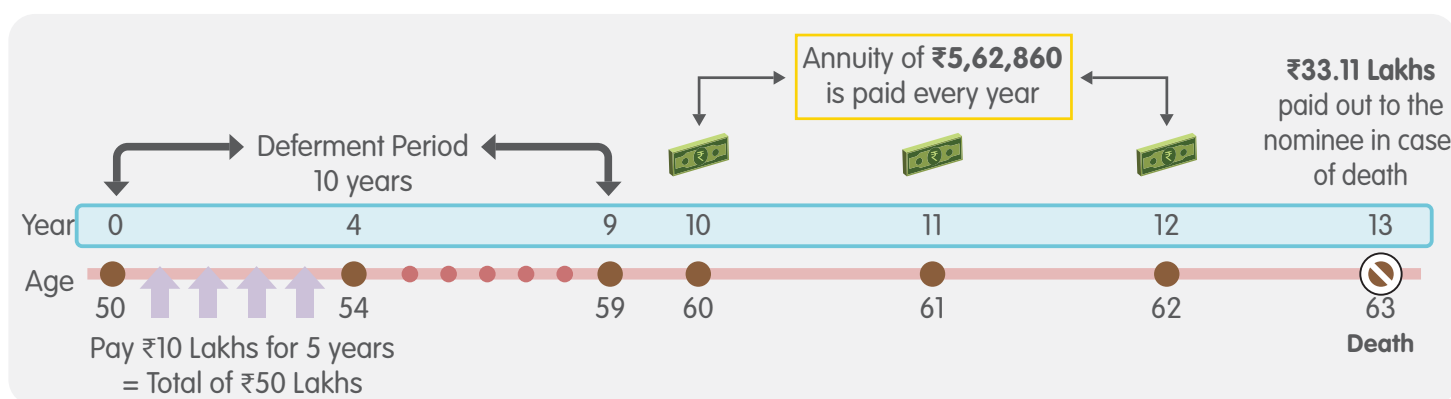 Annuity of ₹5,62,860
is paid every year
₹33.11 Lakhs
paid out to the
nominee in case
of death
Deferment Period
10 years
Year 0 4 9 10 11 12 13
Age
50 54 59 60 61 62 63
Pay ₹10 Lakhs for 5 years
= Total of ₹50 Lakhs
Death